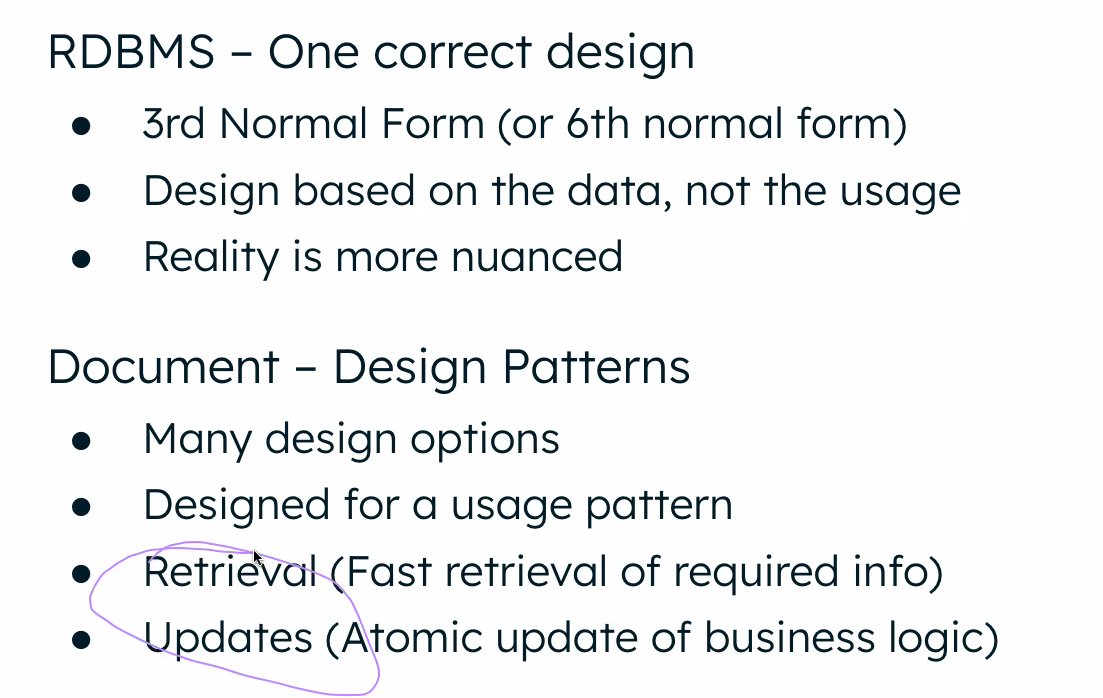 RDBMS – One correct design
● 3rd Normal Form (or 6th normal form)
● Design based on the data, not the usage
● Reality is more nuanced
Document – Design Patterns
● Many design options
● Designed for a usage pattern
● Retrieval (Fast retrieval of required info)
● Updates (Atomic update of business logic)